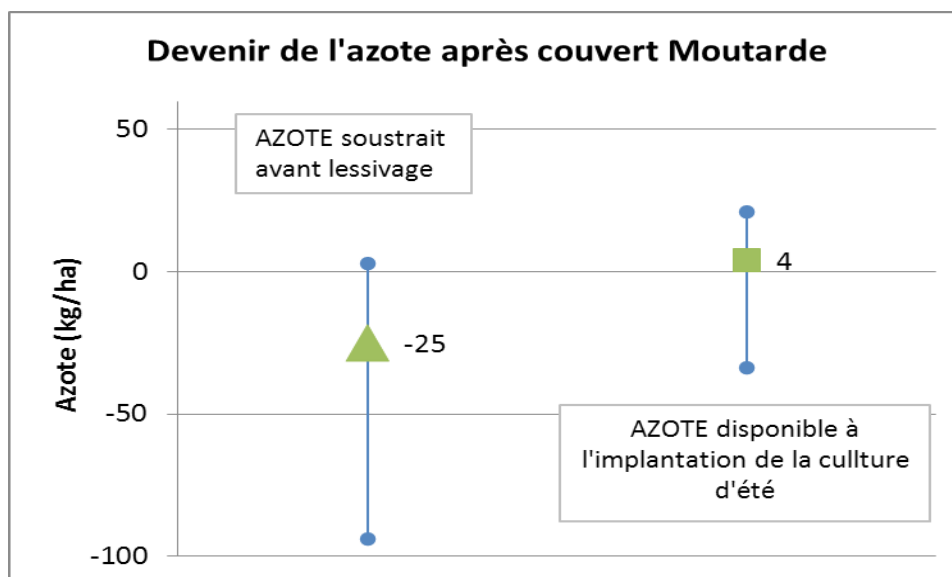 Devenir de l'azote après couvert Moutarde
50
AZOTE soustrait
avant lessivage
4
0
Azote (kg/ha)
-25
-50
AZOTE disponible à
l'implantation de la cullture
d'été
-100